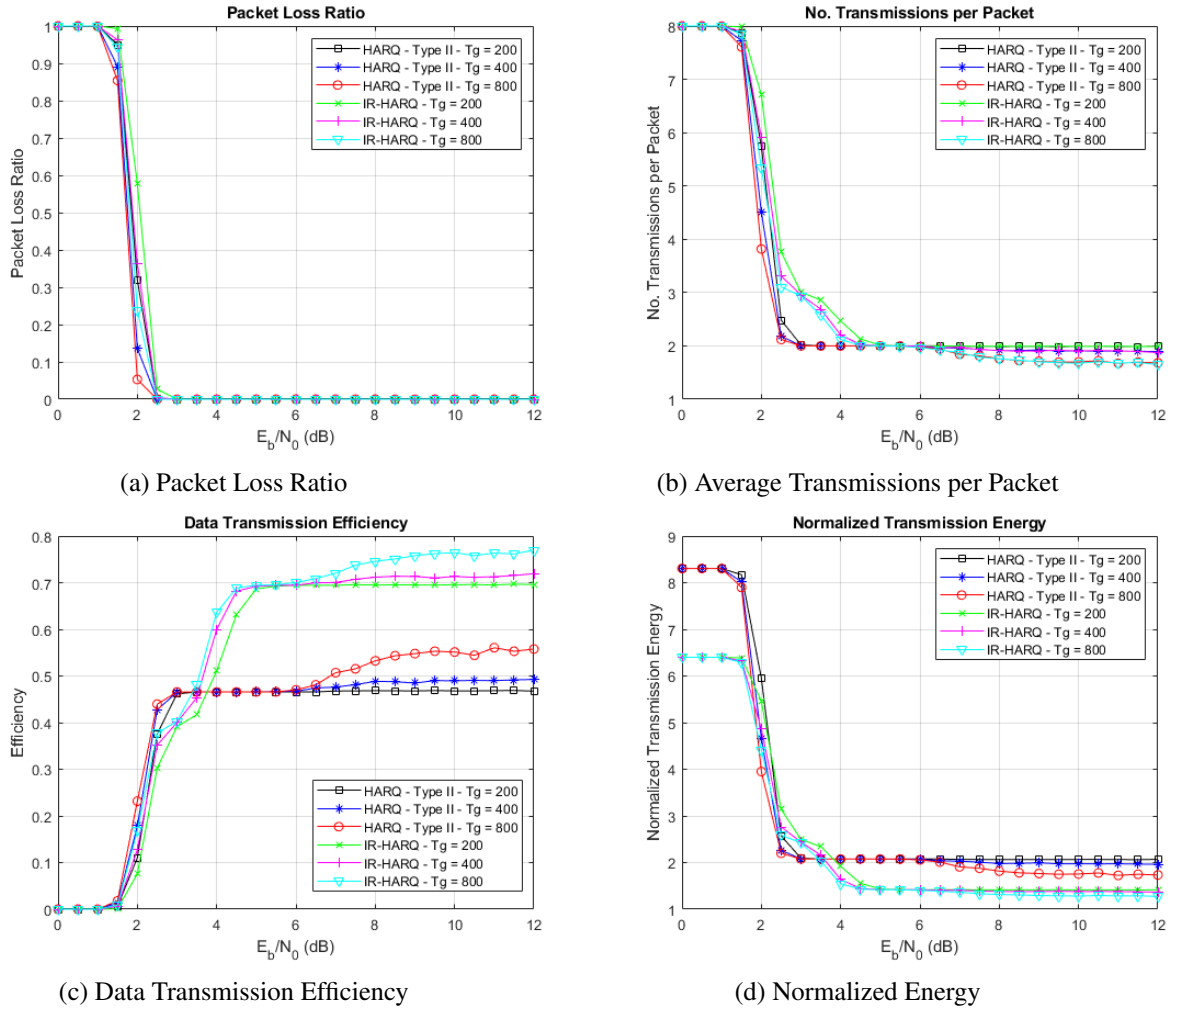 Packet Loss Ratio
1
0.9
0.8
0.7
0.6
0.5
0.4
0.3
0.2
0.1
0
Packet Loss Ratio
HARQ - Type II - Tg = 200
HARQ - Type II - Tg = 400
HARQ - Type II - Tg = 800
IR-HARQ - Tg = 200
IR-HARQ - Tg = 400
IR-HARQ - Tg = 800
0 2 4 6 8 10 12
E_b/N_0 (dB)
(a) Packet Loss Ratio
No. Transmissions per Packet
8
7
6
5
4
3
2
1
No. Transmissions per Packet
HARQ - Type II - Tg = 200
HARQ - Type II - Tg = 400
HARQ - Type II - Tg = 800
IR-HARQ - Tg = 200
IR-HARQ - Tg = 400
IR-HARQ - Tg = 800
0 2 4 6 8 10 12
E_b/N_0 (dB)
(b) Average Transmissions per Packet
Data Transmission Efficiency
0.8
0.7
0.6
0.5
0.4
0.3
0.2
0.1
0
Efficiency
HARQ - Type II - Tg = 200
HARQ - Type II - Tg = 400
HARQ - Type II - Tg = 800
IR-HARQ - Tg = 200
IR-HARQ - Tg = 400
IR-HARQ - Tg = 800
0 2 4 6 8 10 12
E_b/N_0 (dB)
(c) Data Transmission Efficiency
Normalized Transmission Energy
9
8
7
6
5
4
3
2
1
Normalized Transmission Energy
HARQ - Type II - Tg = 200
HARQ - Type II - Tg = 400
HARQ - Type II - Tg = 800
IR-HARQ - Tg = 200
IR-HARQ - Tg = 400
IR-HARQ - Tg = 800
0 2 4 6 8 10 12
E_b/N_0 (dB)
(d) Normalized Energy